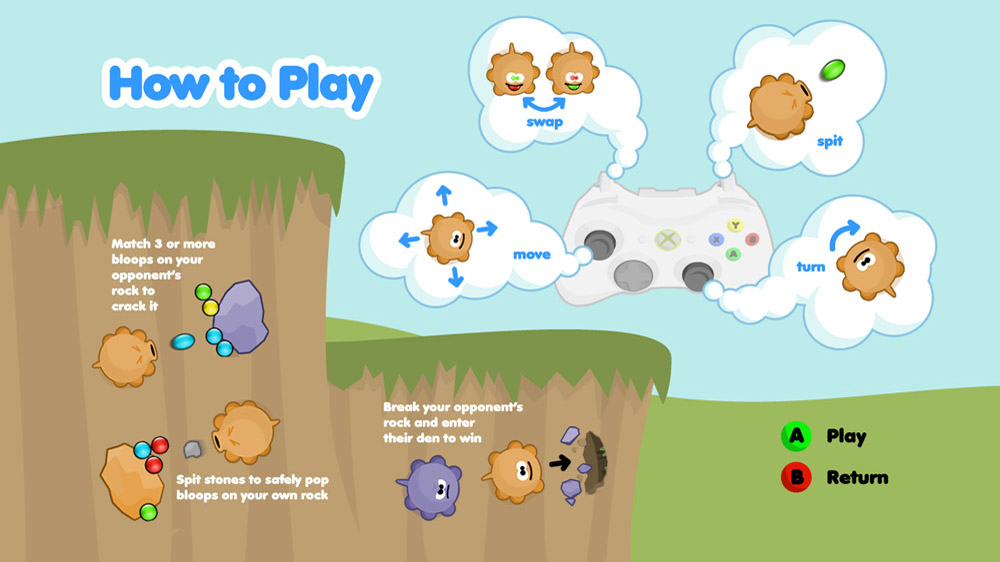 How to Play
swap
spit
move
turn
Y
X
B
A
Match 3 or more
bloops on your
opponent's
rock to
crack it
Spit stones to safely pop
bloops on your own rock
Break your opponent's
rock and enter
their den to win
A Play
B Return